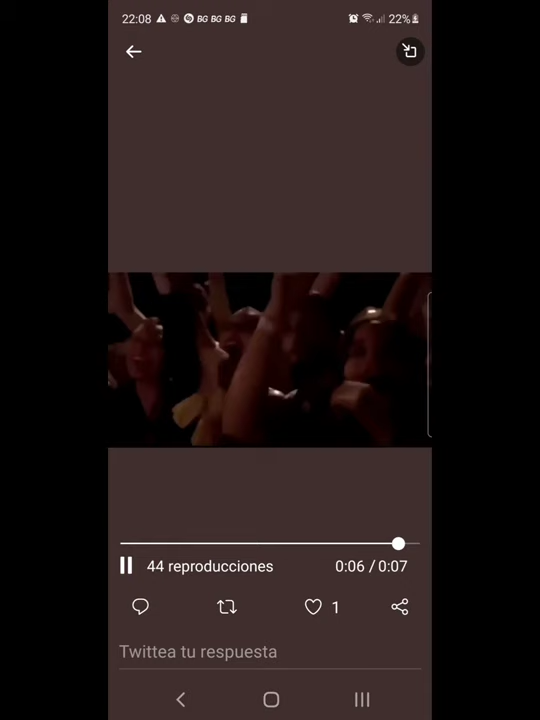 22:08 BG BG BG 22%
44 reproducciones 0:06 / 0:07
1
Twittea tu respuesta